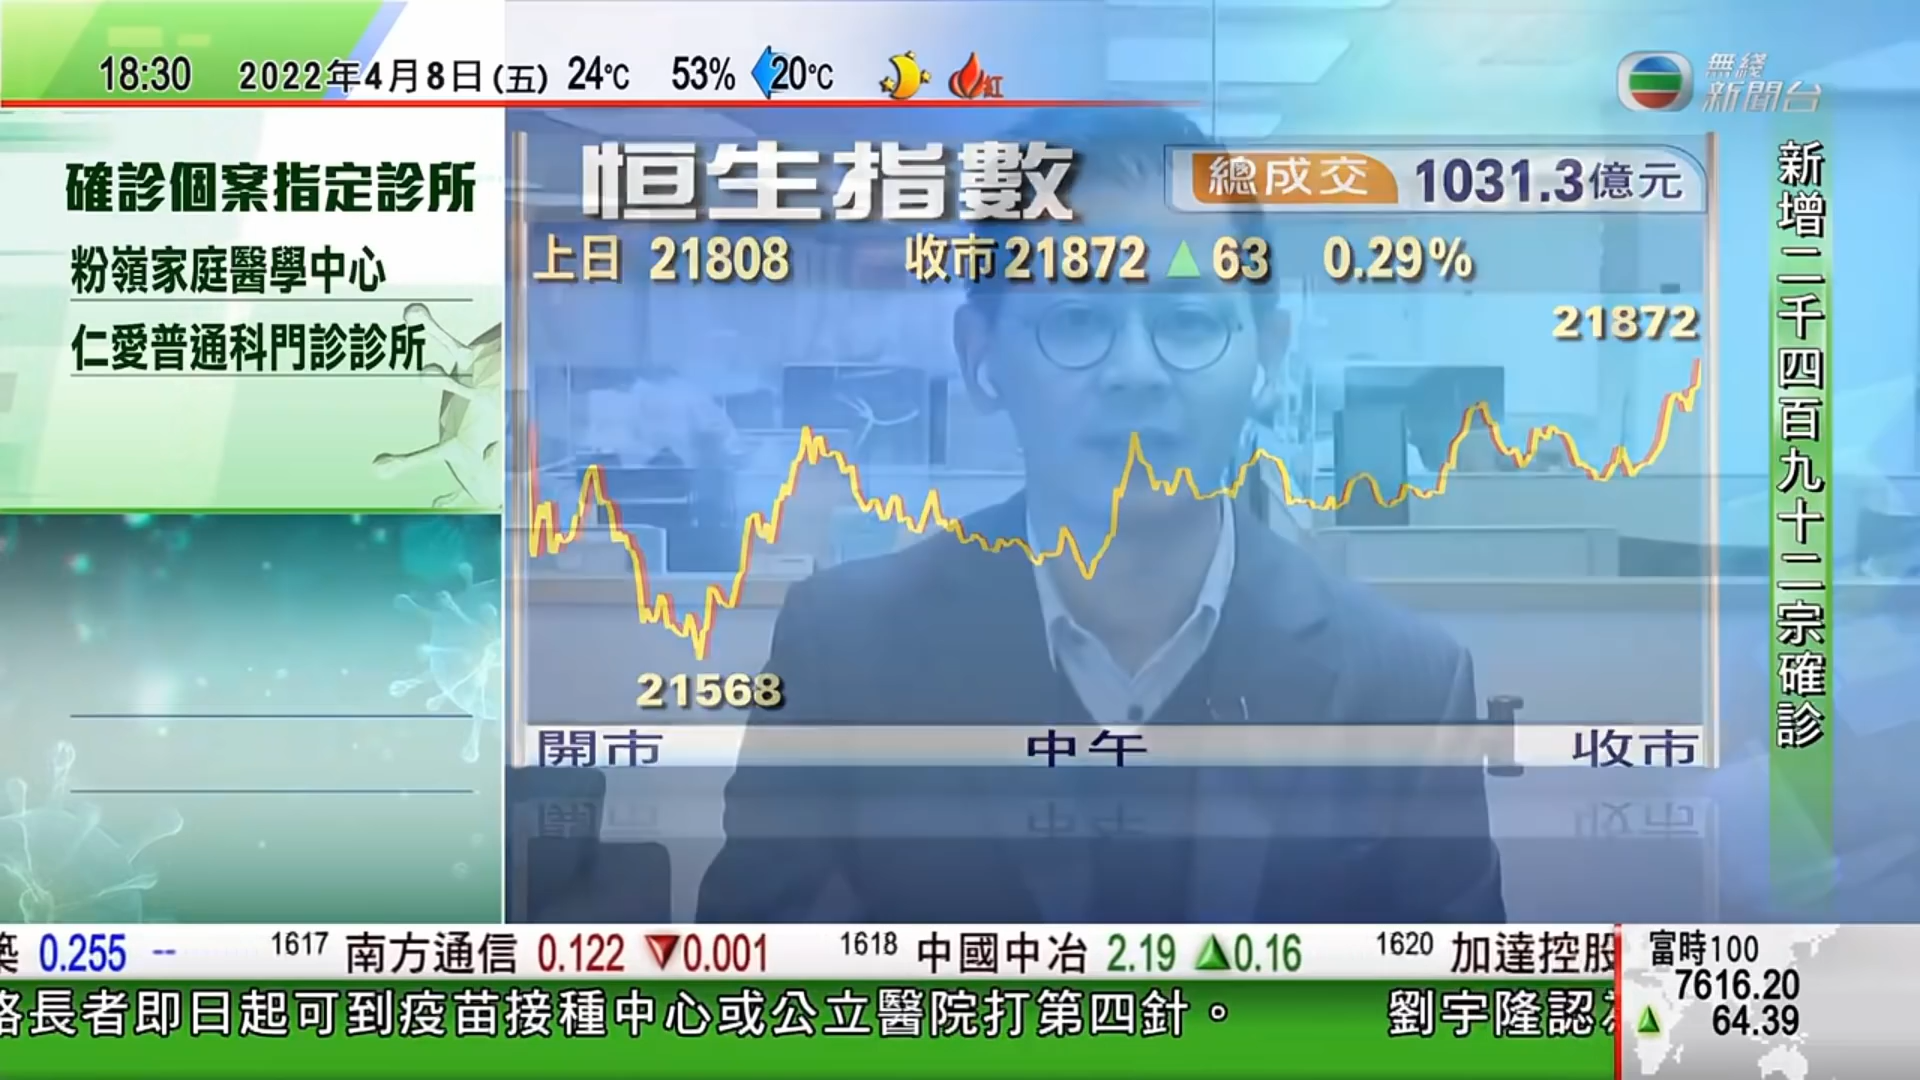 18:30 2022年4月8日(五) 24℃ 53% 20℃ 紅
無綫
新聞台
確診個案指定診所
粉嶺家庭醫學中心
仁愛普通科門診診所
恒生指數
總成交 1031.3億元
上日 21808 收市 21872 ▲ 63 0.29%
21872
21568
開市 中午 收市
新增二千四百九十二宗確診
0.255 -- 1617 南方通信 0.122 ▼0.001 1618 中國中冶 2.19 ▲0.16 1620 加達控股
長者即日起可到疫苗接種中心或公立醫院打第四針。 劉宇隆認
富時100
7616.20
▲ 64.39